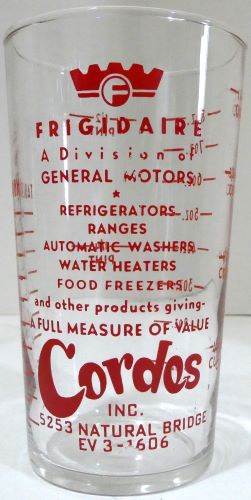 F
FRIGIDAIRE
A Division of
GENERAL MOTORS
REFRIGERATORS
RANGES
AUTOMATIC WASHERS
WATER HEATERS
FOOD FREEZERS
and other products giving-
A FULL MEASURE OF VALUE
Cordes
INC.
5253 NATURAL BRIDGE
EV 3-1606